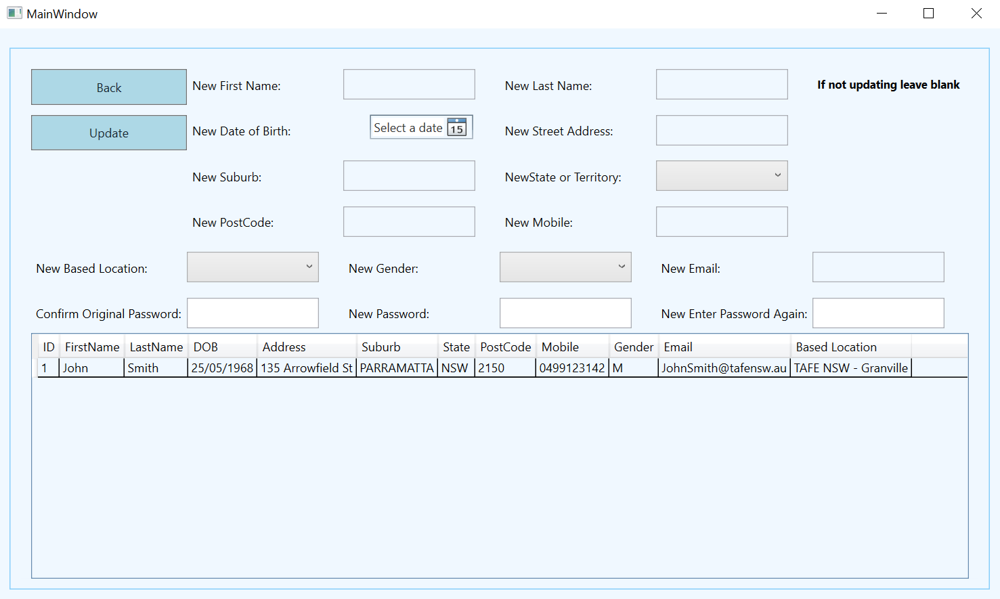 MainWindow
Back New First Name: New Last Name: If not updating leave blank
Update New Date of Birth: Select a date 15 New Street Address:
New Suburb: NewState or Territory:
New PostCode: New Mobile:
New Based Location: New Gender: New Email:
Confirm Original Password: New Password: New Enter Password Again:
ID FirstName LastName DOB Address Suburb State PostCode Mobile Gender Email Based Location
1 John Smith 25/05/1968 135 Arrowfield St PARRAMATTA NSW 2150 0499123142 M JohnSmith@tafensw.au TAFE NSW - Granville